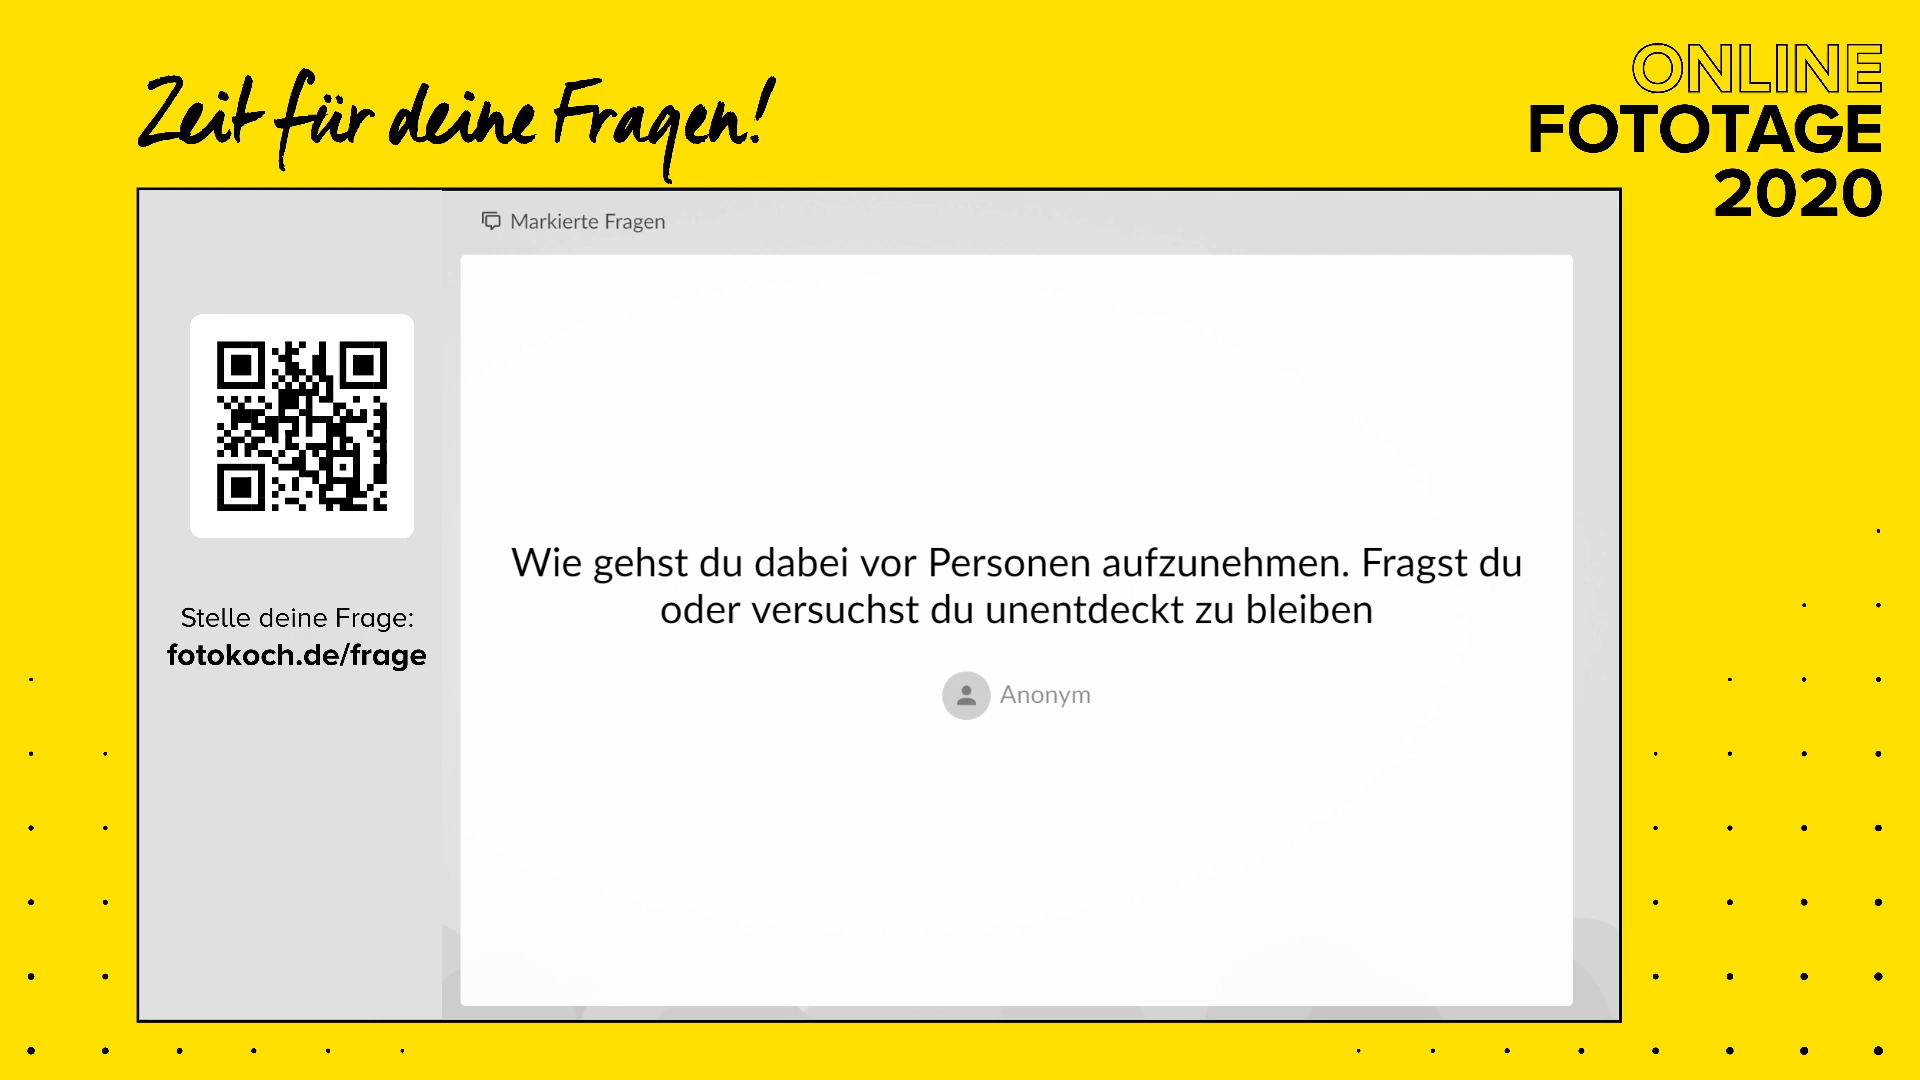 Zeit für deine Fragen!
ONLINE
FOTOTAGE
2020
Markierte Fragen
Stelle deine Frage:
fotokoch.de/frage
Wie gehst du dabei vor Personen aufzunehmen. Fragst du
oder versuchst du unentdeckt zu bleiben
Anonym